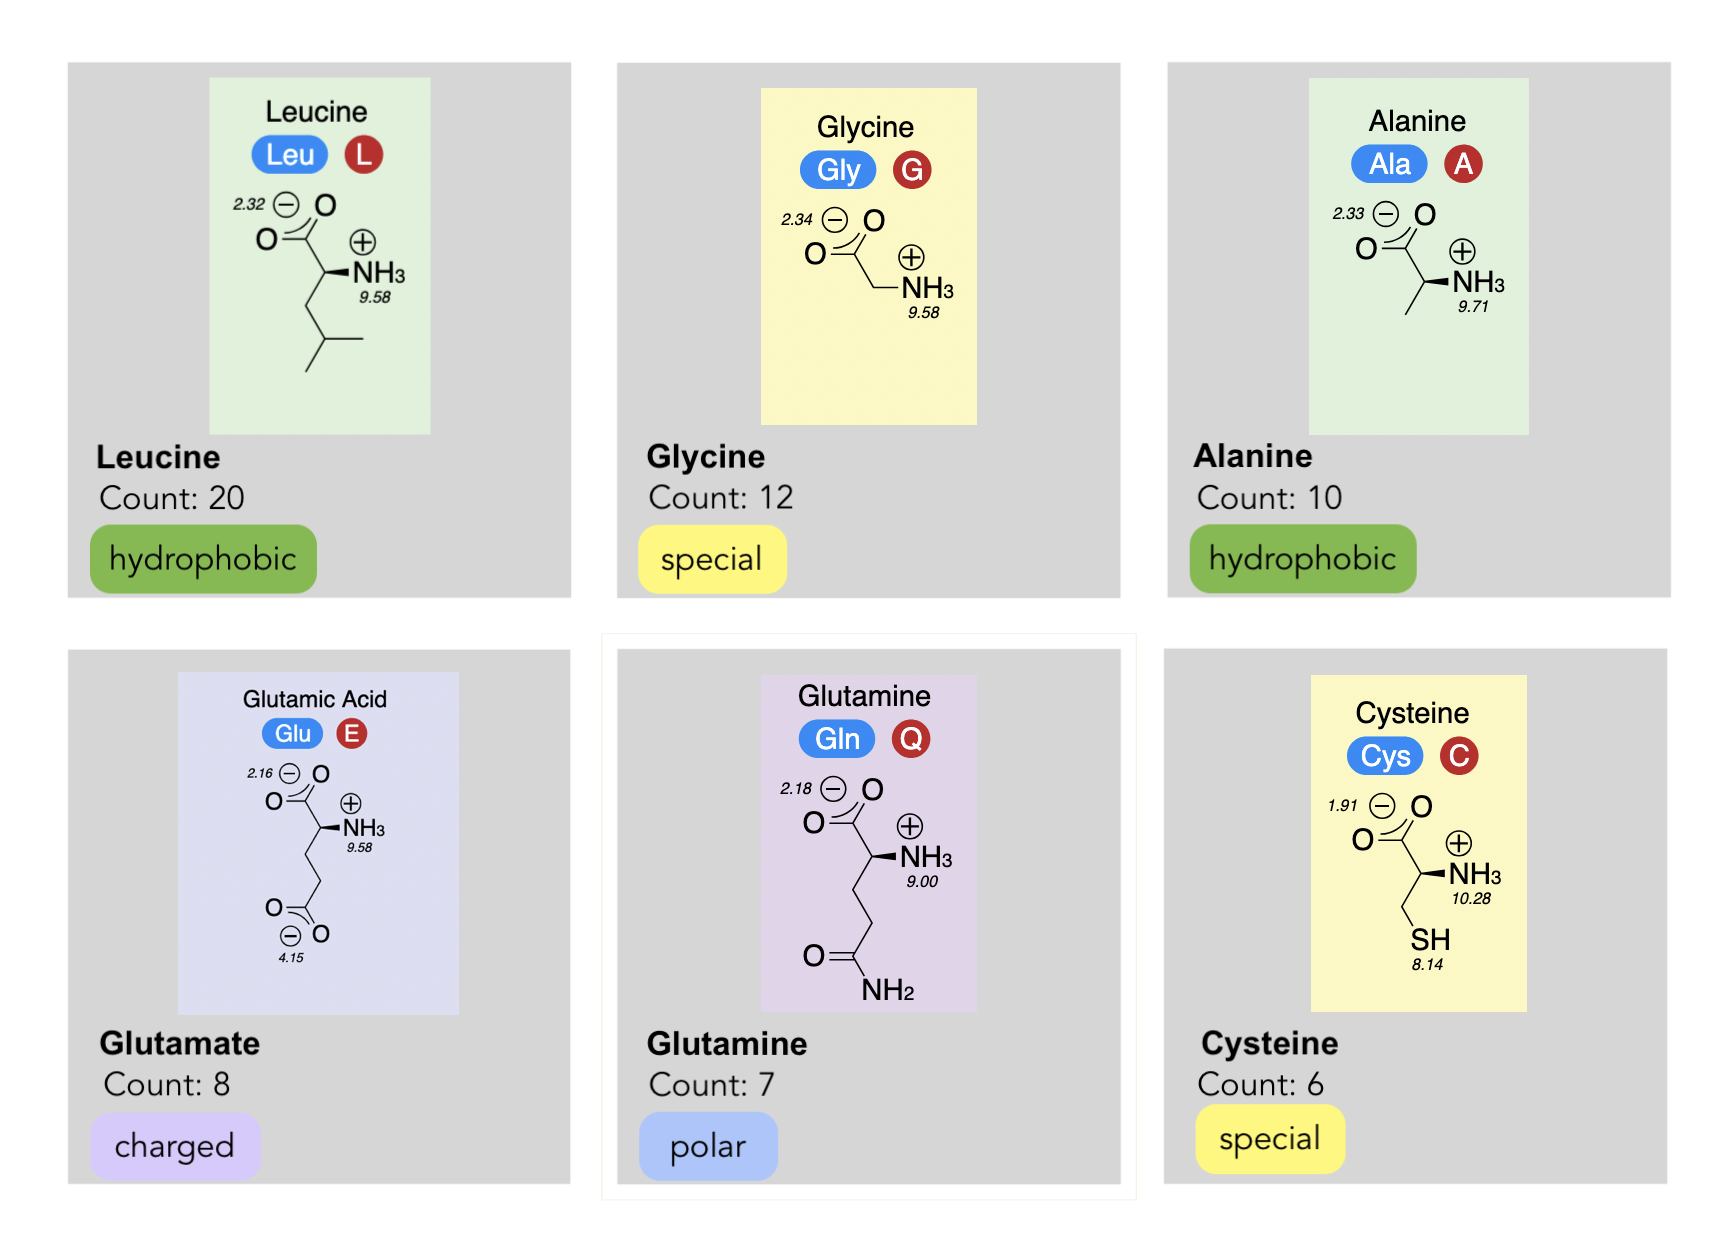 Leucine
Leu L
2.32 ⊖ O
O ⊕
NH3
9.58
Leucine
Count: 20
hydrophobic
Glycine
Gly G
2.34 ⊖ O
O ⊕
NH3
9.58
Glycine
Count: 12
special
Alanine
Ala A
2.33 ⊖ O
O ⊕
NH3
9.71
Alanine
Count: 10
hydrophobic
Glutamic Acid
Glu E
2.16 ⊖ O
O ⊕
NH3
9.58
O
⊖ O
4.15
Glutamate
Count: 8
charged
Glutamine
Gln Q
2.18 ⊖ O
O ⊕
NH3
9.00
O
NH2
Glutamine
Count: 7
polar
Cysteine
Cys C
1.91 ⊖ O
O ⊕
NH3
10.28
SH
8.14
Cysteine
Count: 6
special